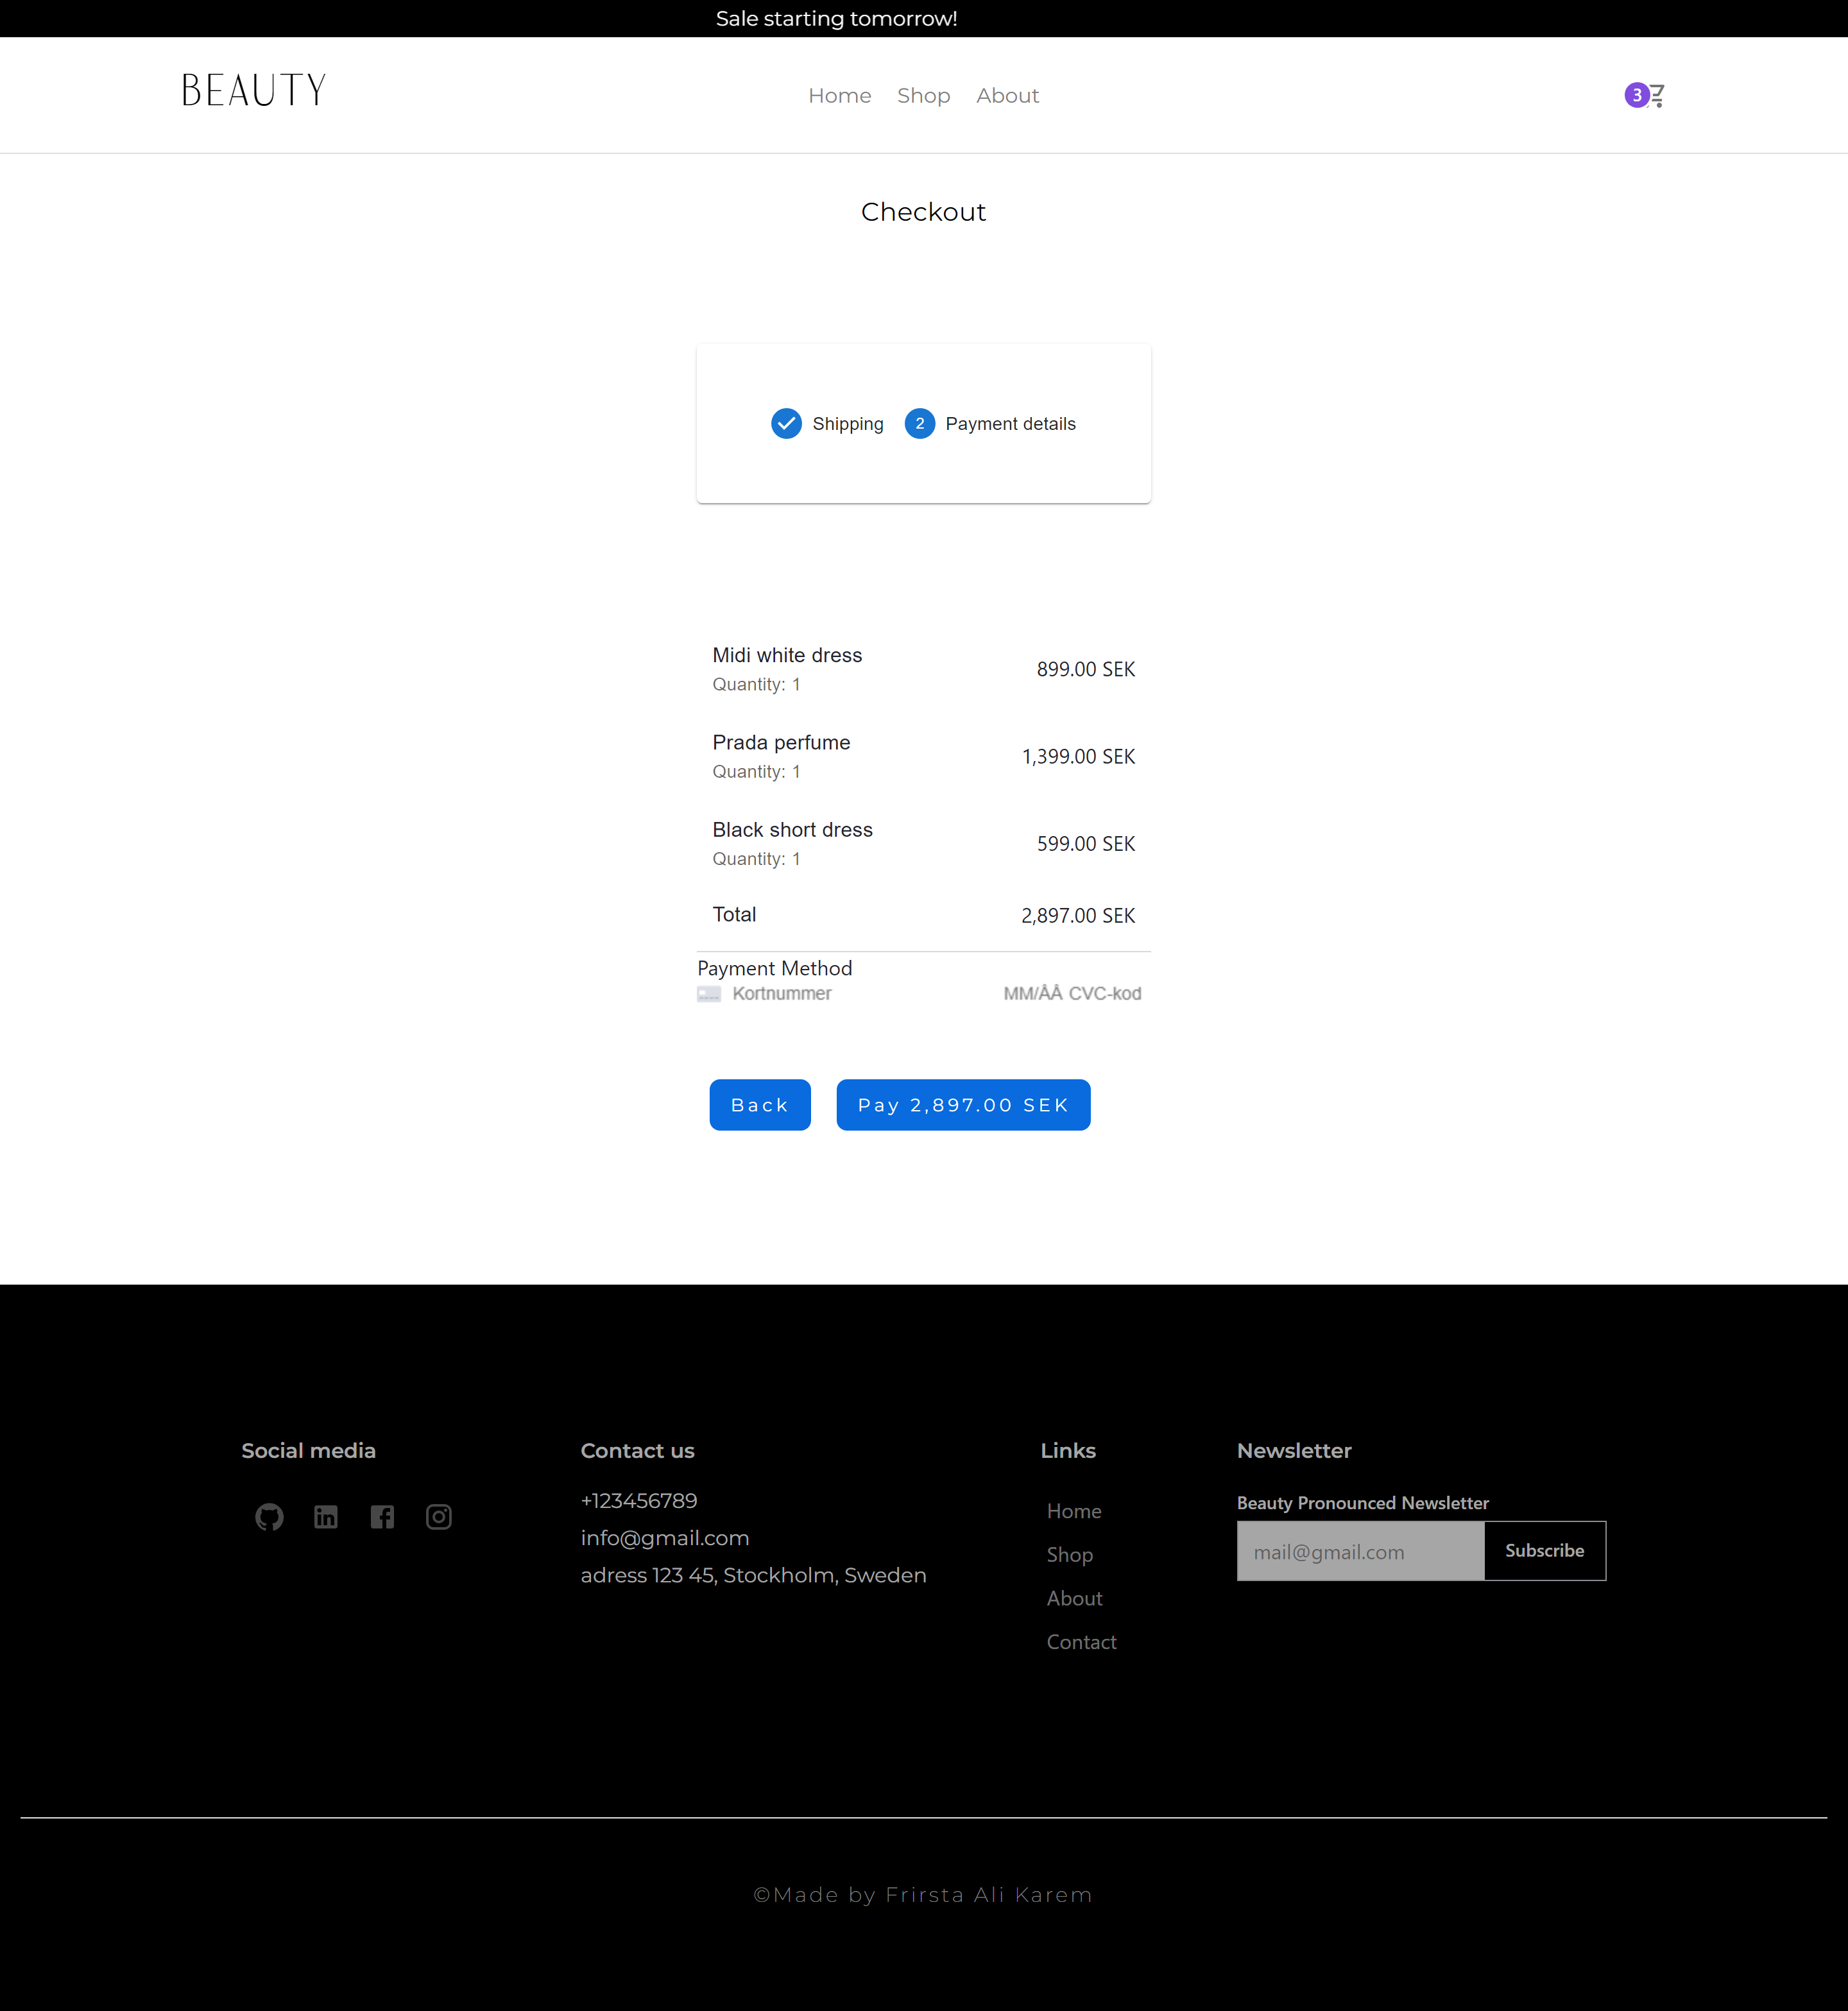 Sale starting tomorrow!
BEAUTY
Home Shop About
3
Checkout
Shipping 2 Payment details
Midi white dress
899.00 SEK
Quantity: 1
Prada perfume
1,399.00 SEK
Quantity: 1
Black short dress
599.00 SEK
Quantity: 1
Total 2,897.00 SEK
Payment Method
Kortnummer MM/ÅÅ CVC-kod
Back Pay 2,897.00 SEK
Social media
Contact us
+123456789
info@gmail.com
adress 123 45, Stockholm, Sweden
Links
Home
Shop
About
Contact
Newsletter
Beauty Pronounced Newsletter
mail@gmail.com Subscribe
©Made by Frirsta Ali Karem